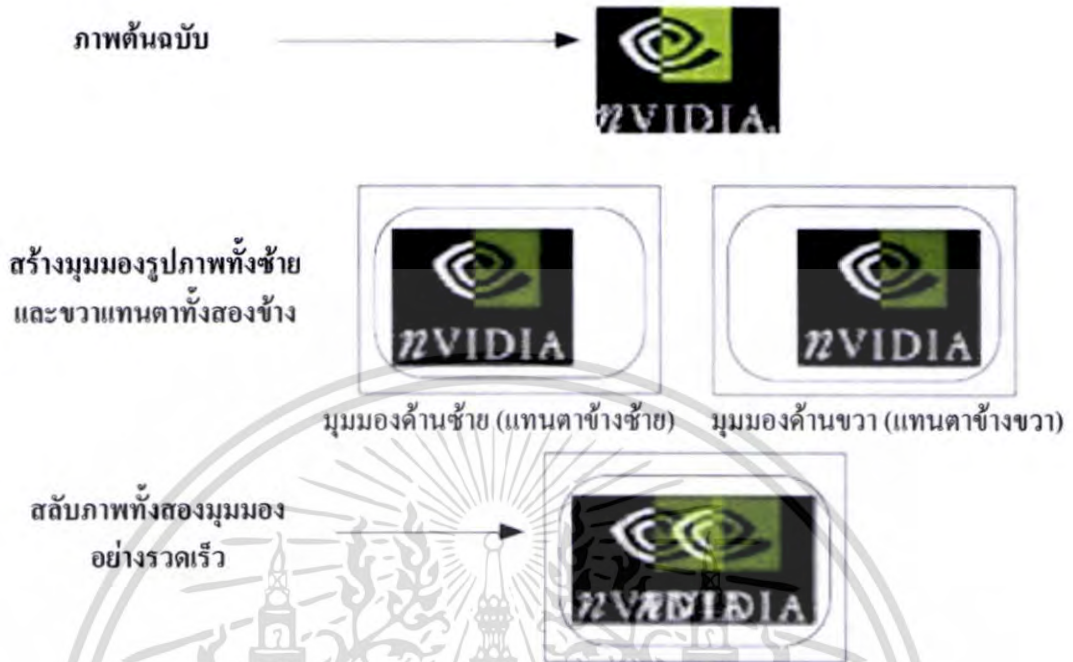 ภาพต้นฉบับ
nVIDIA.
สร้างมุมมองรูปภาพทั้งซ้าย
และขวาแทนตาทั้งสองข้าง
nVIDIA
nVIDIA
มุมมองด้านซ้าย (แทนตาข้างซ้าย)
มุมมองด้านขวา (แทนตาข้างขวา)
สลับภาพทั้งสองมุมมอง
อย่างรวดเร็ว